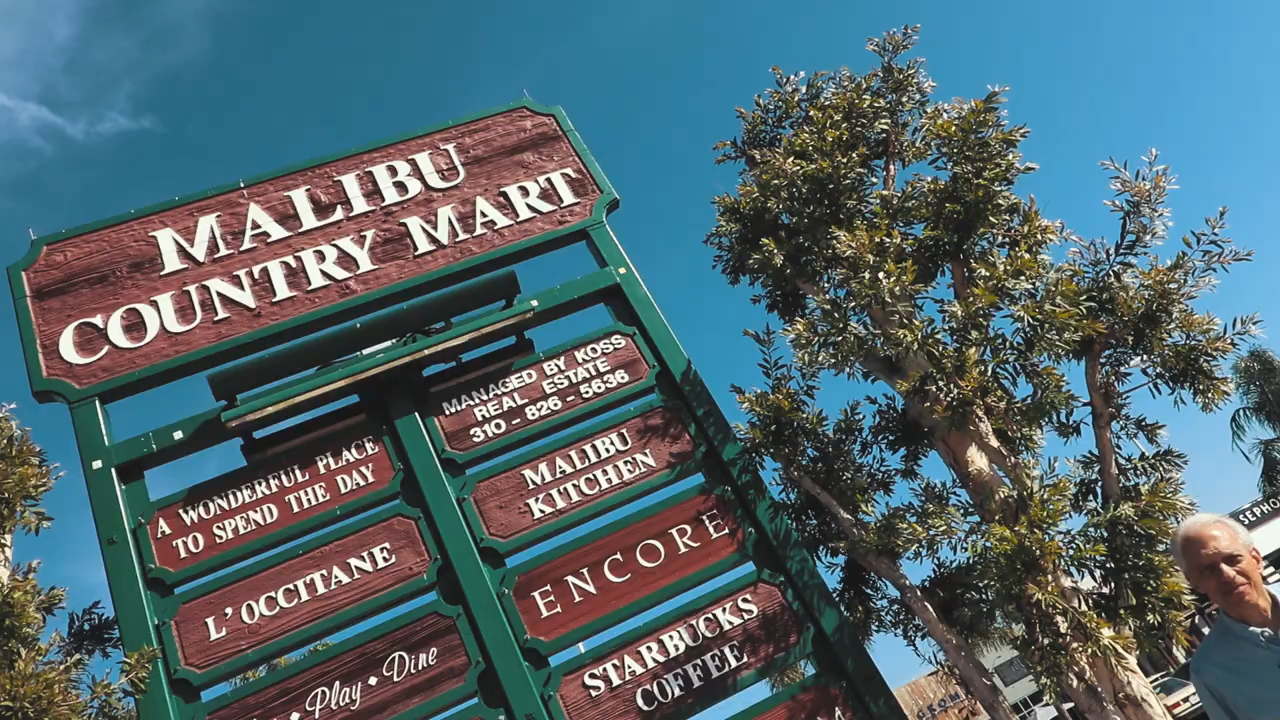 MALIBU
COUNTRY MART
MANAGED BY KOSS
REAL ESTATE
310 - 826 - 5636
A WONDERFUL PLACE
TO SPEND THE DAY
MALIBU
KITCHEN
L'OCCITANE
ENCORE
Play • Dine
STARBUCKS
COFFEE
SEPHO